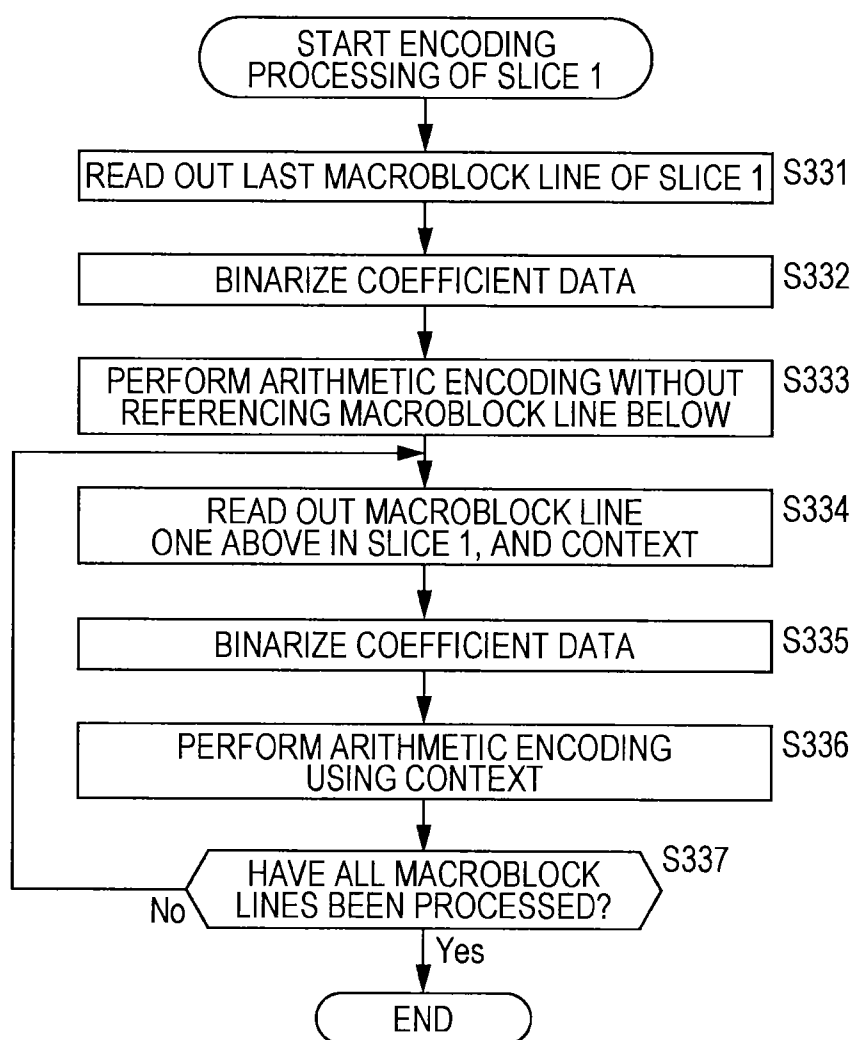 START ENCODING
PROCESSING OF SLICE 1
READ OUT LAST MACROBLOCK LINE OF SLICE 1
S331
BINARIZE COEFFICIENT DATA
S332
PERFORM ARITHMETIC ENCODING WITHOUT
REFERENCING MACROBLOCK LINE BELOW
S333
READ OUT MACROBLOCK LINE
ONE ABOVE IN SLICE 1, AND CONTEXT
S334
BINARIZE COEFFICIENT DATA
S335
PERFORM ARITHMETIC ENCODING
USING CONTEXT
S336
HAVE ALL MACROBLOCK
LINES BEEN PROCESSED?
S337
No
Yes
END